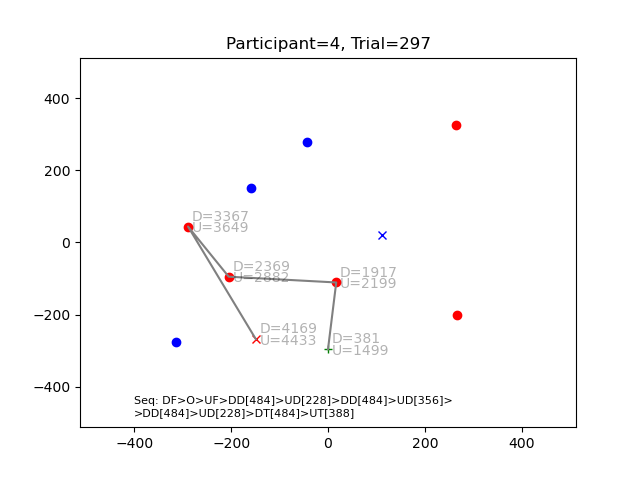 Participant=4, Trial=297
400
200
0
−200
−400
D=3367
U=3649
D=2369
U=2882
D=1917
U=2199
D=4169
U=4433
D=381
U=1499
Seq: DF>O>UF>DD[484]>UD[228]>DD[484]>UD[356]>
>DD[484]>UD[228]>DT[484]>UT[388]
−400 −200 0 200 400